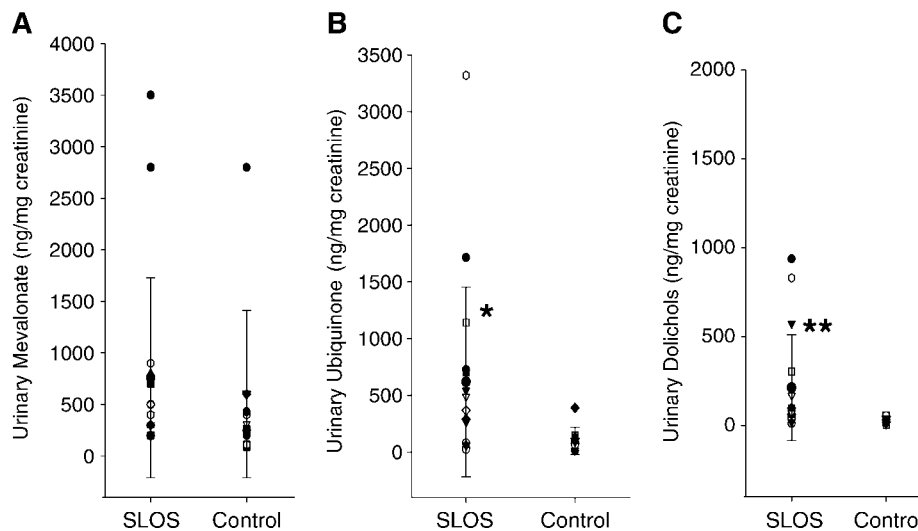 A
Urinary Mevalonate (ng/mg creatinine)
4000
3500
3000
2500
2000
1500
1000
500
0
SLOS
Control
B
Urinary Ubiquinone (ng/mg creatinine)
3500
3000
2500
2000
1500
1000
500
0
SLOS
Control
C
Urinary Dolichols (ng/mg creatinine)
2000
1500
1000
500
0
SLOS
Control